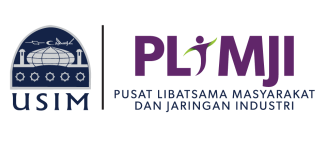 USIM
PLiMJI
PUSAT LIBATSAMA MASYARAKAT
DAN JARINGAN INDUSTRI